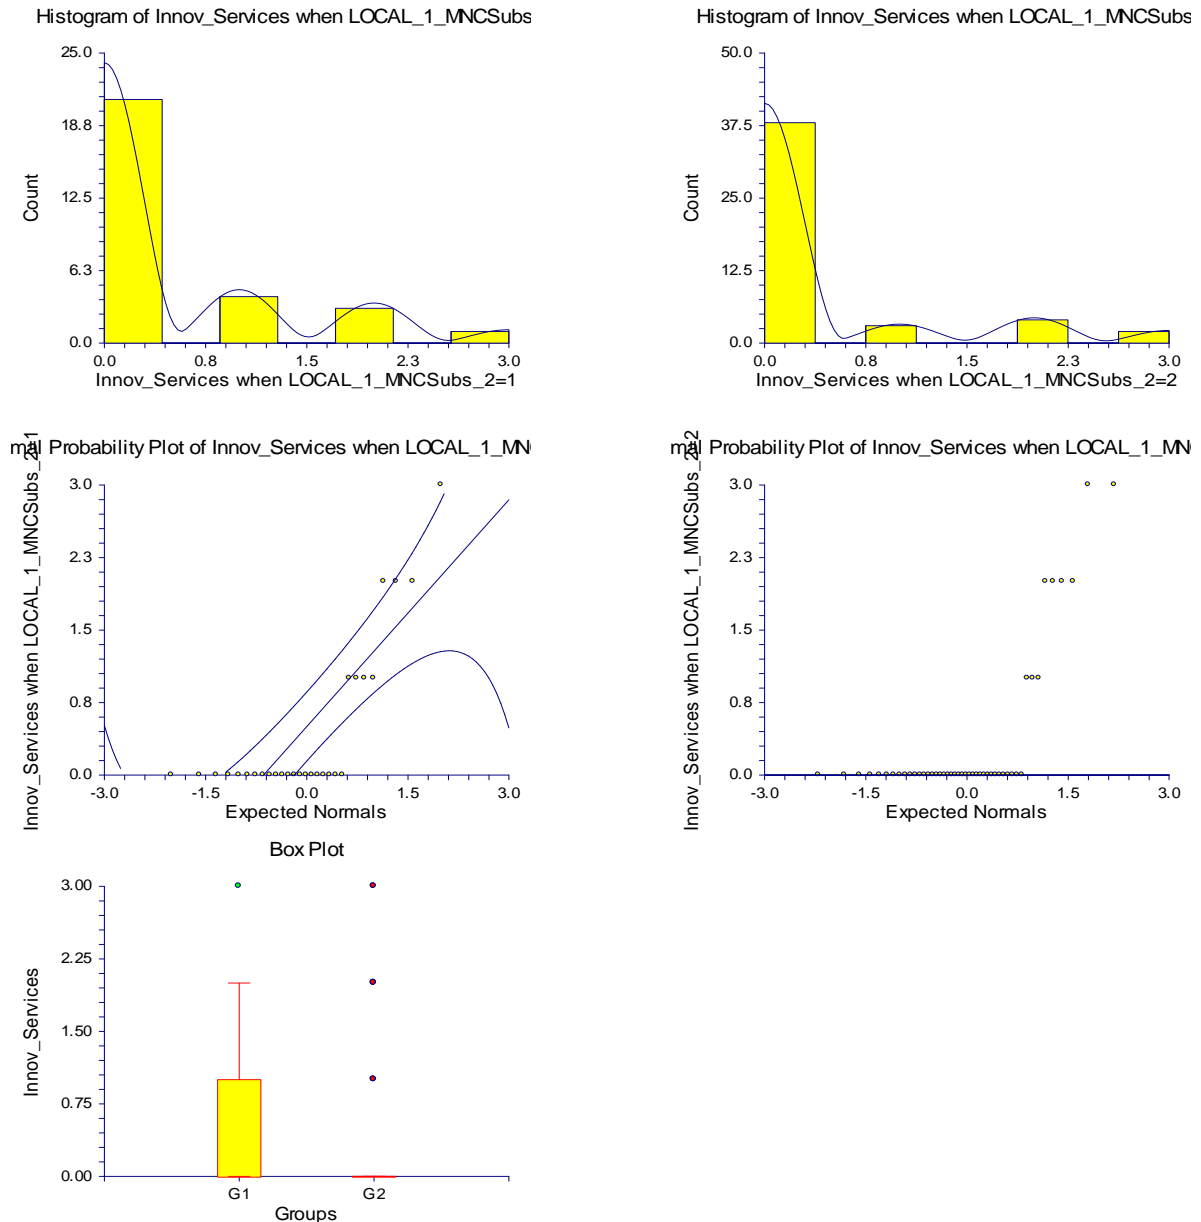 Histogram of Innov_Services when LOCAL_1_MNCSubs
25.0
18.8
12.5
6.3
0.0
Count
0.0 0.8 1.5 2.3 3.0
Innov_Services when LOCAL_1_MNCSubs_2=1
Histogram of Innov_Services when LOCAL_1_MNCSubs
50.0
37.5
25.0
12.5
0.0
Count
0.0 0.8 1.5 2.3 3.0
Innov_Services when LOCAL_1_MNCSubs_2=2
Probability Plot of Innov_Services when LOCAL_1_MN
3.0
2.3
1.5
0.8
0.0
Innov_Services when LOCAL_1_MNCSubs_2=1
-3.0 -1.5 0.0 1.5 3.0
Expected Normals
Probability Plot of Innov_Services when LOCAL_1_MN
3.0
2.3
1.5
0.8
0.0
Innov_Services when LOCAL_1_MNCSubs_2=2
-3.0 -1.5 0.0 1.5 3.0
Expected Normals
Box Plot
3.00
2.25
1.50
0.75
0.00
Innov_Services
G1 G2
Groups